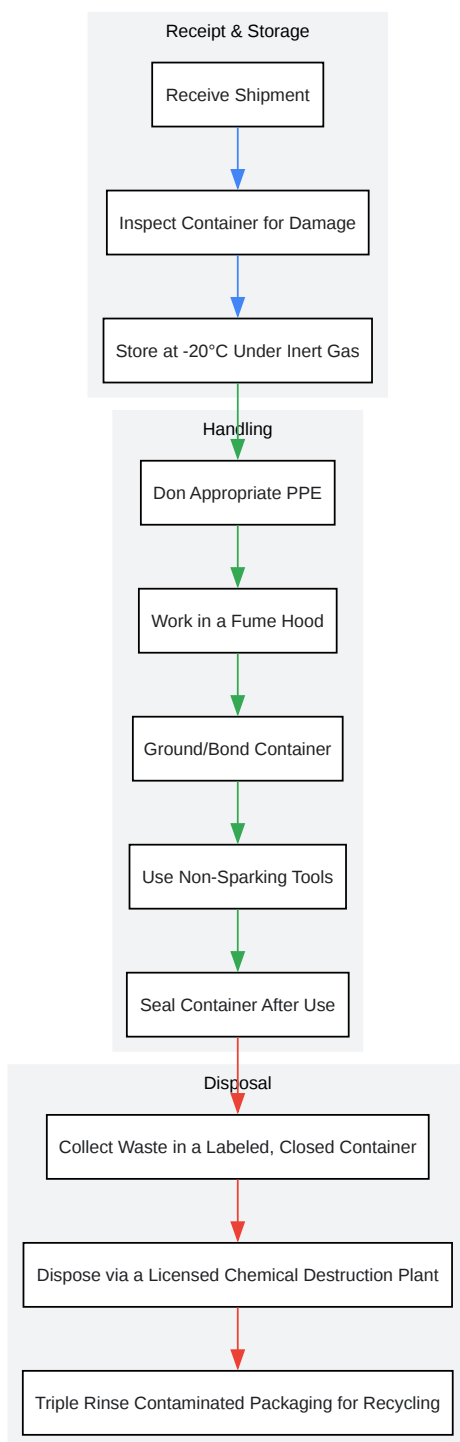 Receipt & Storage
Receive Shipment
Inspect Container for Damage
Store at -20°C Under Inert Gas
Handling
Don Appropriate PPE
Work in a Fume Hood
Ground/Bond Container
Use Non-Sparking Tools
Seal Container After Use
Disposal
Collect Waste in a Labeled, Closed Container
Dispose via a Licensed Chemical Destruction Plant
Triple Rinse Contaminated Packaging for Recycling